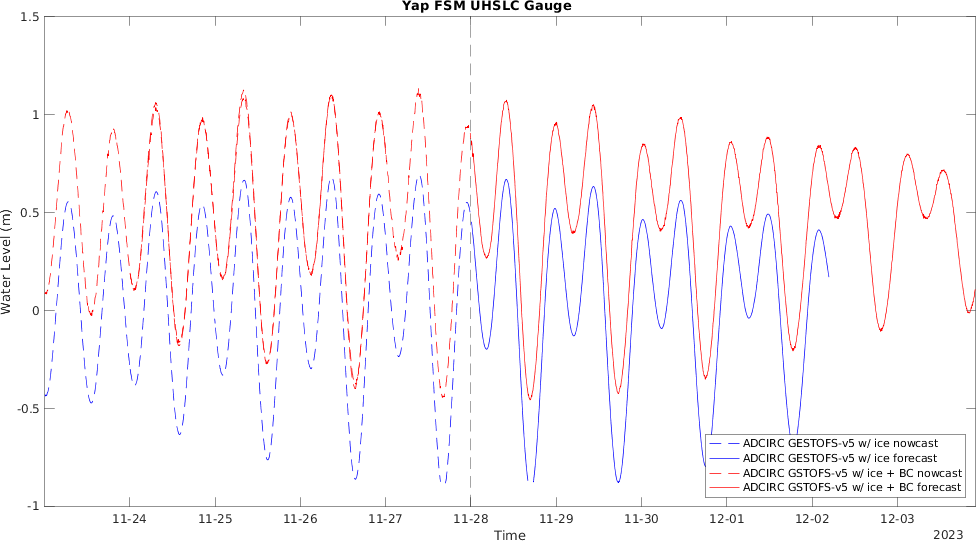 Yap FSM UHSLC Gauge
1.5
1
0.5
0
-0.5
-1
Water Level (m)
ADCIRC GESTOFS-v5 w/ ice nowcast
ADCIRC GESTOFS-v5 w/ ice forecast
ADCIRC GSTOFS-v5 w/ ice + BC nowcast
ADCIRC GSTOFS-v5 w/ ice + BC forecast
11-24 11-25 11-26 11-27 11-28 11-29 11-30 12-01 12-02 12-03
Time
2023